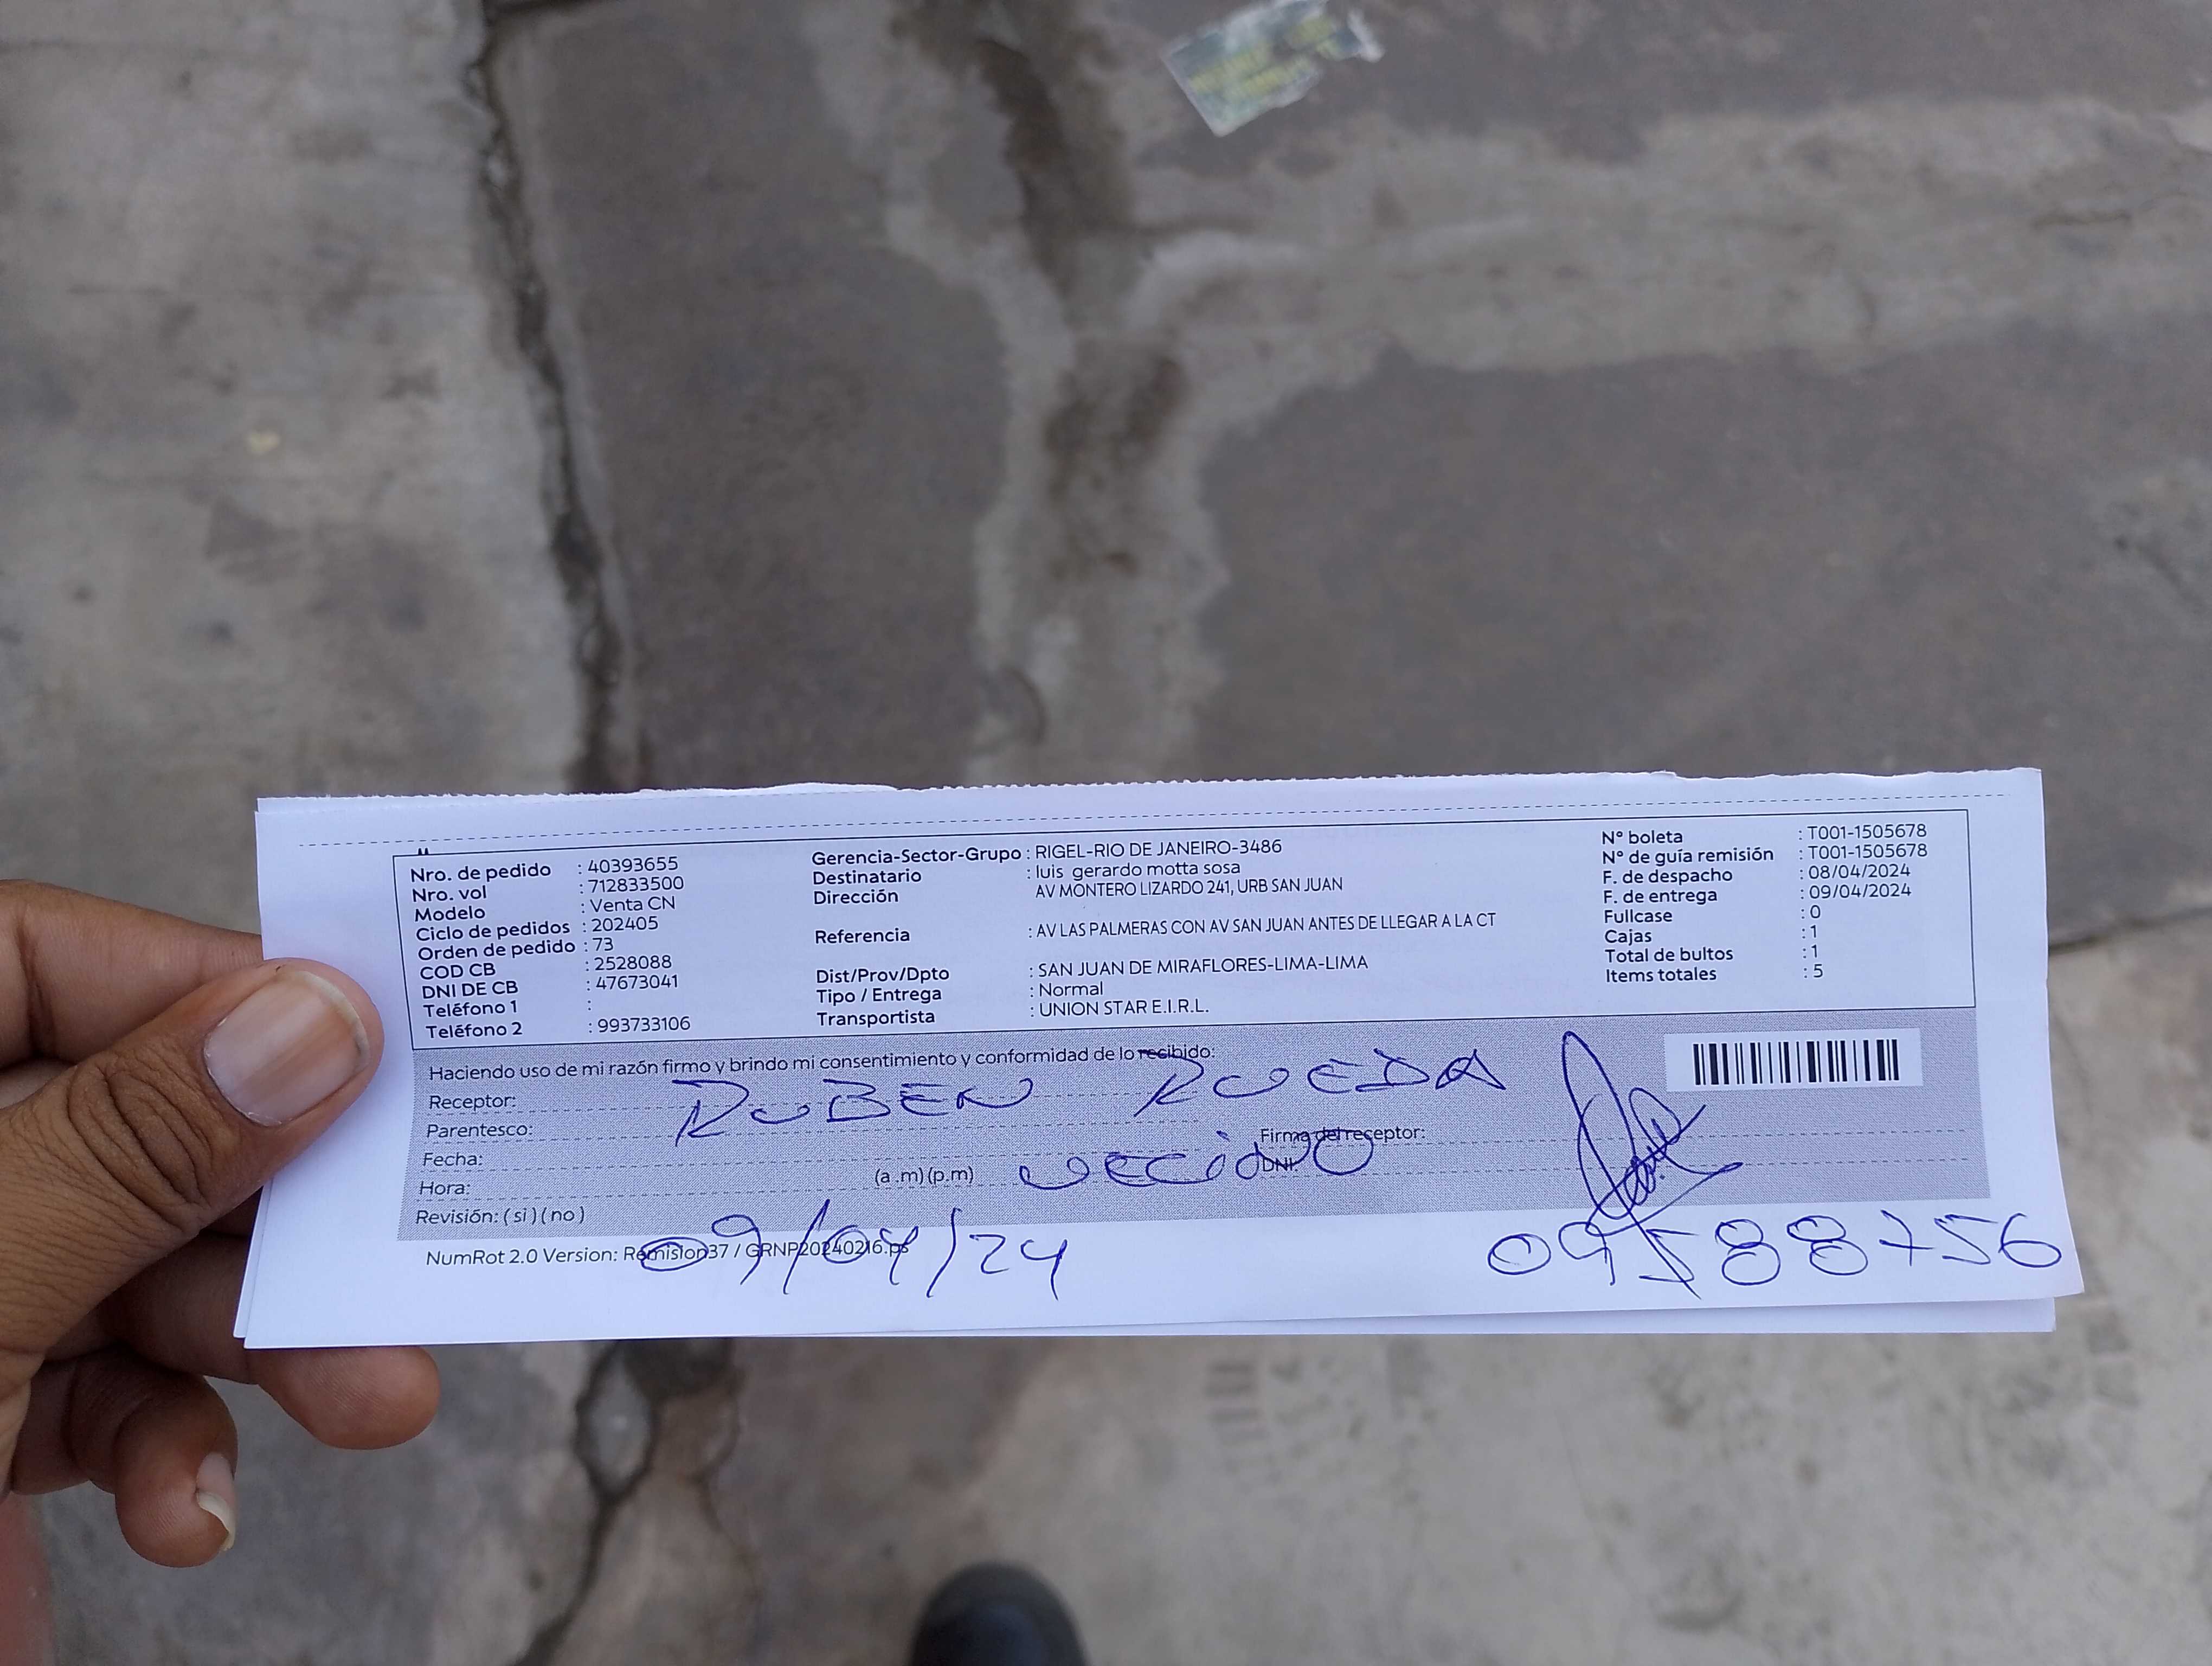 Nro. de pedido : 40393655
Nro. vol : 712833500
Modelo : Venta CN
Ciclo de pedidos : 202405
Orden de pedido : 73
COD CB : 2528088
DNI DE CB : 47673041
Teléfono 1 :
Teléfono 2 : 993733106
Gerencia-Sector-Grupo : RIGEL-RIO DE JANEIRO-3486
Destinatario : luis gerardo motta sosa
Dirección AV MONTERO LIZARDO 241, URB SAN JUAN
Referencia : AV LAS PALMERAS CON AV SAN JUAN ANTES DE LLEGAR A LA CT
Dist/Prov/Dpto : SAN JUAN DE MIRAFLORES-LIMA-LIMA
Tipo / Entrega : Normal
Transportista : UNION STAR E.I.R.L.
N° boleta : T001-1505678
N° de guía remisión : T001-1505678
F. de despacho : 08/04/2024
F. de entrega : 09/04/2024
Fullcase : 0
Cajas : 1
Total de bultos : 1
Items totales : 5
Haciendo uso de mi razón firmo y brindo mi consentimiento y conformidad de lo recibido:
Receptor: RUBEN RUEDA
Parentesco:
Firma del receptor:
Fecha:
DNI
vecino
Hora: (a .m) (p.m)
Revisión: ( si ) ( no )
NumRot 2.0 Version: Remision37 / GRNP20240216.ps
09/04/24
09588756